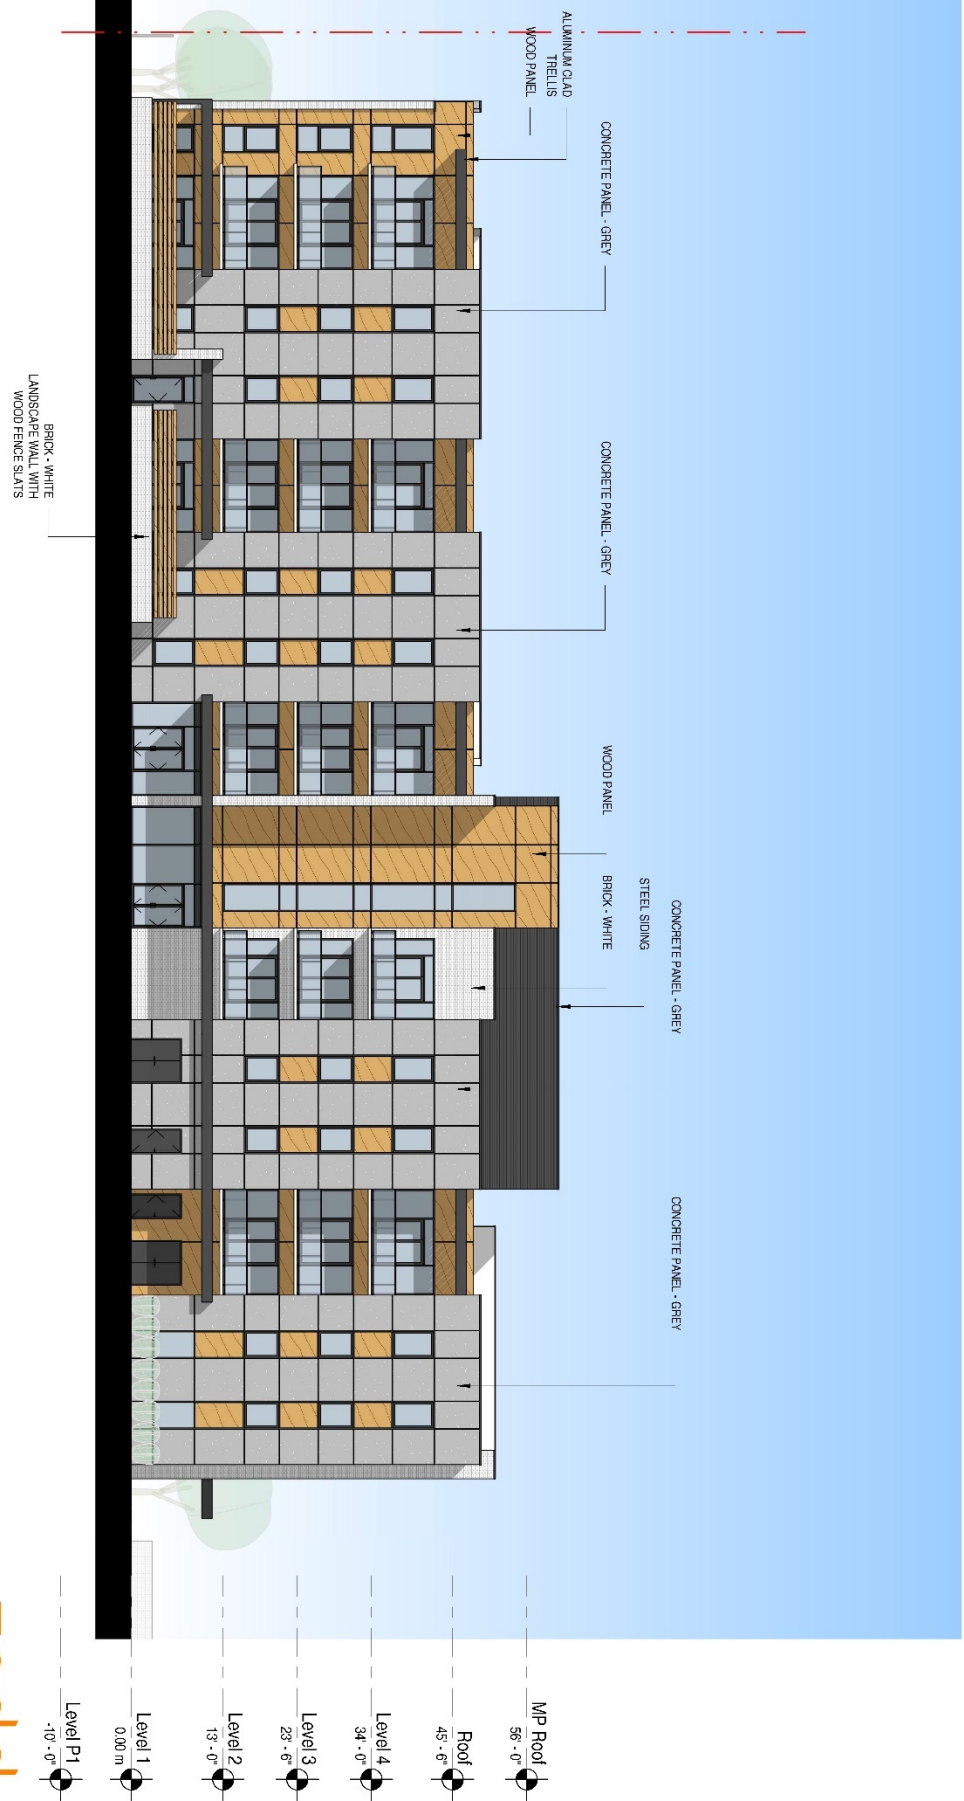 ALUMINUM CLAD
TRELLIS
WOOD PANEL
CONCRETE PANEL - GREY
CONCRETE PANEL - GREY
WOOD PANEL
BRICK - WHITE
STEEL SIDING
CONCRETE PANEL - GREY
CONCRETE PANEL - GREY
BRICK - WHITE
LANDSCAPE WALL WITH
WOOD FENCE SLATS
MP Roof
56' - 0"
Roof
45' - 6"
Level 4
34' - 0"
Level 3
23' - 6"
Level 2
13' - 0"
Level 1
0.00 m
Level P1
-10' - 0"